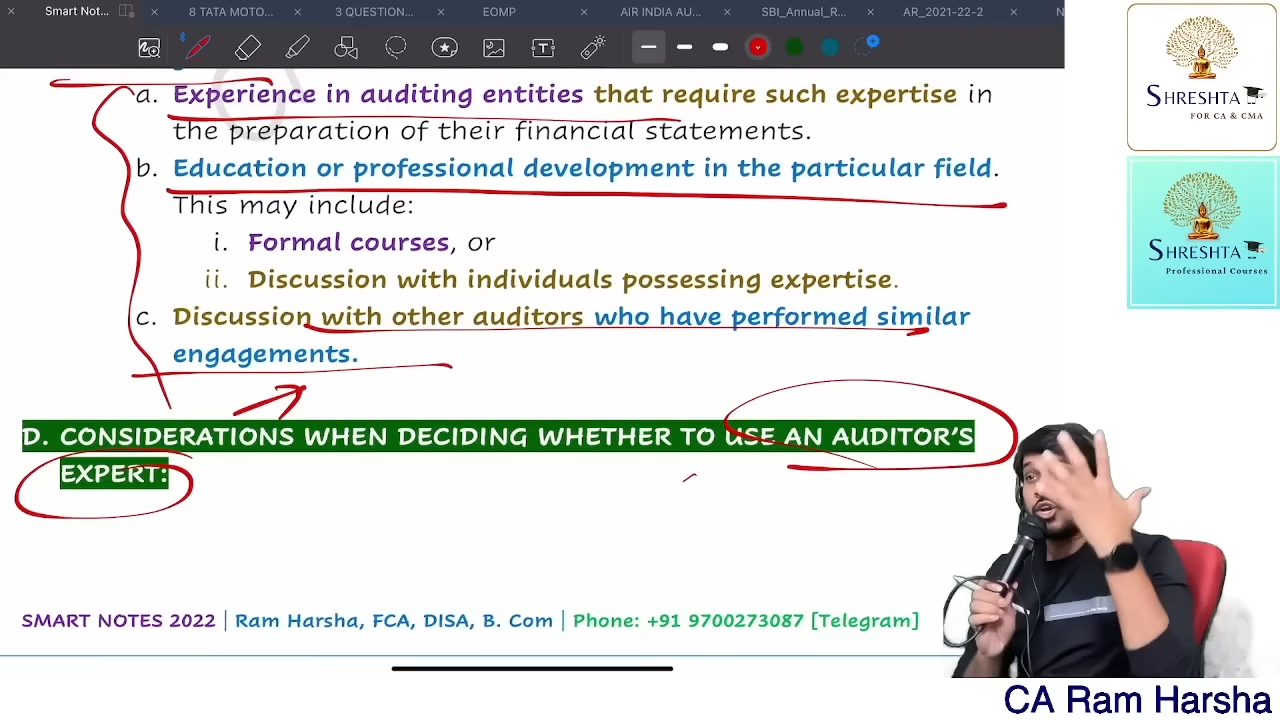 Smart Not...
8 TATA MOTO...
3 QUESTION...
EOMP
AIR INDIA AU...
SBI_Annual_R...
AR_2021-22-2
N
a. Experience in auditing entities that require such expertise in
the preparation of their financial statements.
b. Education or professional development in the particular field.
This may include:
i. Formal courses, or
ii. Discussion with individuals possessing expertise.
c. Discussion with other auditors who have performed similar
engagements.
D. CONSIDERATIONS WHEN DECIDING WHETHER TO USE AN AUDITOR'S
EXPERT:
SMART NOTES 2022 | Ram Harsha, FCA, DISA, B. Com | Phone: +91 9700273087 [Telegram]
SHRESHTA
FOR CA & CMA
SHRESHTA
Professional Courses
CA Ram Harsha